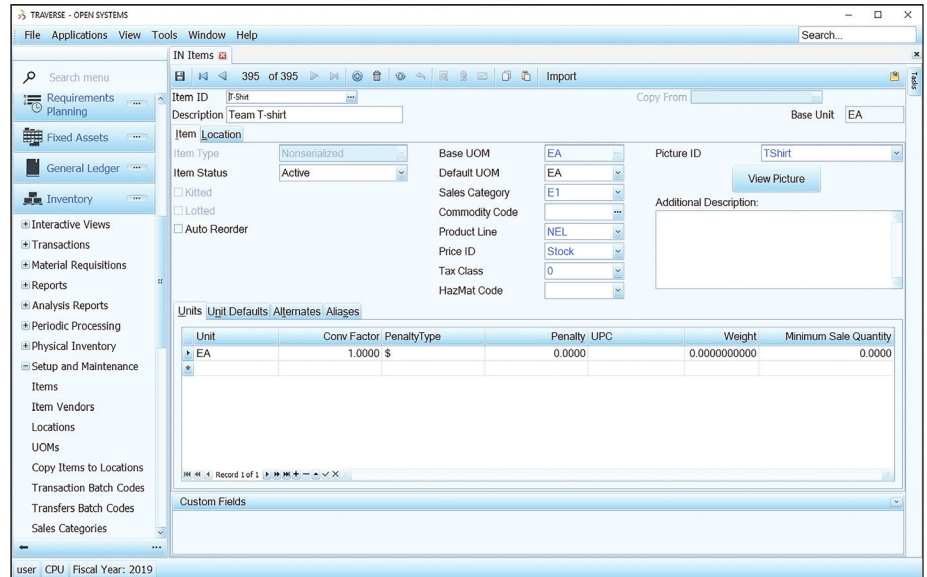 TRAVERSE - OPEN SYSTEMS
File Applications View Tools Window Help Search...
IN Items
Tasks
Search menu
395 of 395 Import
Item ID T-Shirt Copy From
Description Team T-shirt Base Unit EA
Item Location
Item Type Nonserialized Base UOM EA Picture ID TShirt
Item Status Active Default UOM EA View Picture
Kitted Sales Category E1 Additional Description:
Lotted Commodity Code
Auto Reorder Product Line NEL
Price ID Stock
Tax Class 0
HazMat Code
Units Unit Defaults Alternates Aliases
Unit Conv Factor PenaltyType Penalty UPC Weight Minimum Sale Quantity
EA 1.0000 $ 0.0000 0.0000000000 0.0000
Record 1 of 1
Custom Fields
Requirements
Planning
Fixed Assets
General Ledger
Inventory
Interactive Views
Transactions
Material Requisitions
Reports
Analysis Reports
Periodic Processing
Physical Inventory
Setup and Maintenance
Items
Item Vendors
Locations
UOMs
Copy Items to Locations
Transaction Batch Codes
Transfers Batch Codes
Sales Categories
user CPU Fiscal Year: 2019